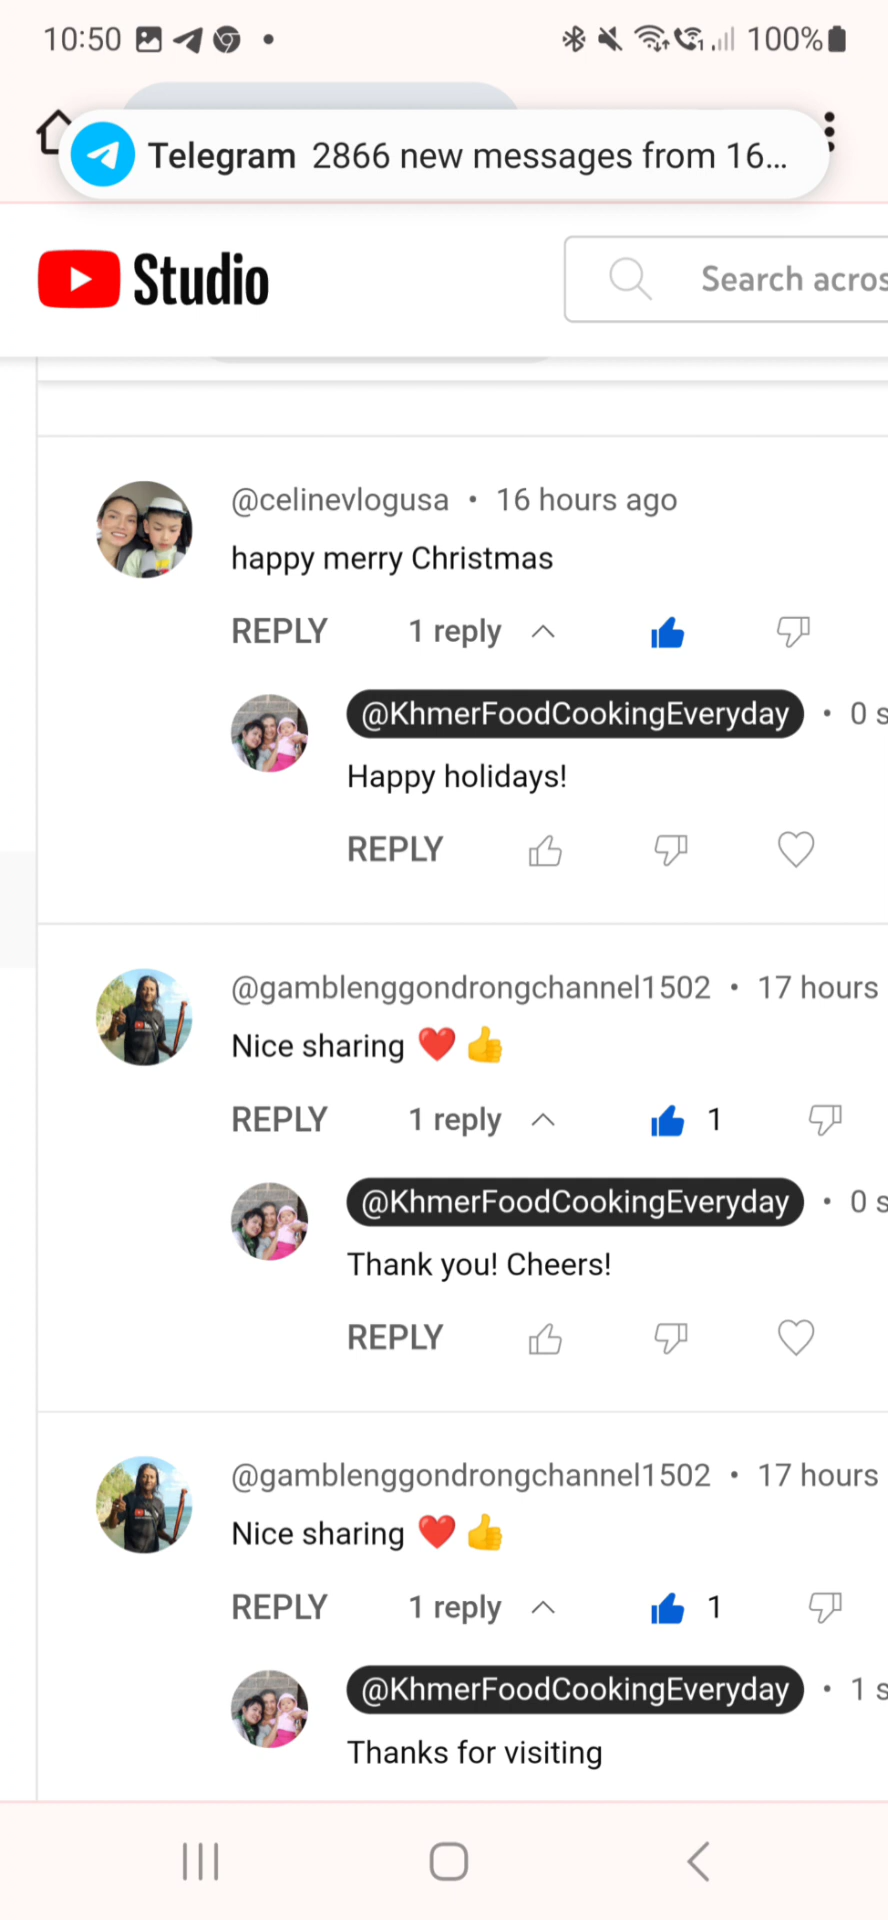 10:50
100%
Telegram 2866 new messages from 16...
Studio
Search acros
@celinevlogusa • 16 hours ago
happy merry Christmas
REPLY 1 reply
@KhmerFoodCookingEveryday • 0 s
Happy holidays!
REPLY
@gamblenggondrongchannel1502 • 17 hours
Nice sharing ❤️ 👍
REPLY 1 reply 1
@KhmerFoodCookingEveryday • 0 s
Thank you! Cheers!
REPLY
@gamblenggondrongchannel1502 • 17 hours
Nice sharing ❤️ 👍
REPLY 1 reply 1
@KhmerFoodCookingEveryday • 1 s
Thanks for visiting